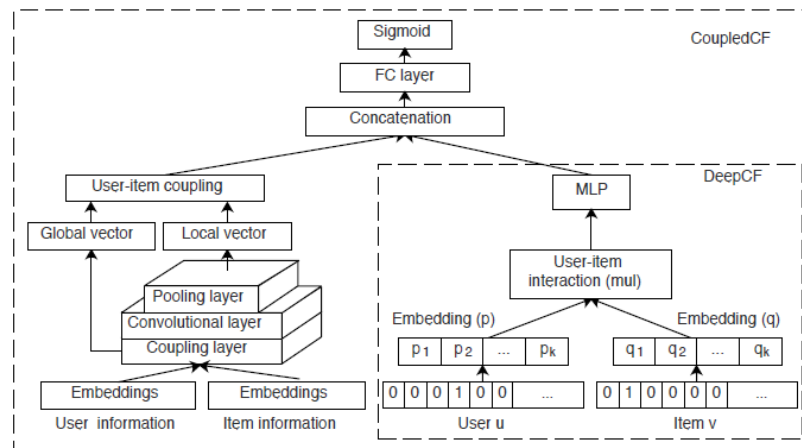 Sigmoid
CoupledCF
FC layer
Concatenation
DeepCF
User-item coupling
MLP
Global vector
Local vector
User-item
interaction (mul)
Pooling layer
Convolutional layer
Coupling layer
Embedding (p)
Embedding (q)
p1 p2 ... pk
q1 q2 ... qk
Embeddings
Embeddings
0 0 0 1 0 0 ...
0 1 0 0 0 0 ...
User information
Item information
User u
Item v